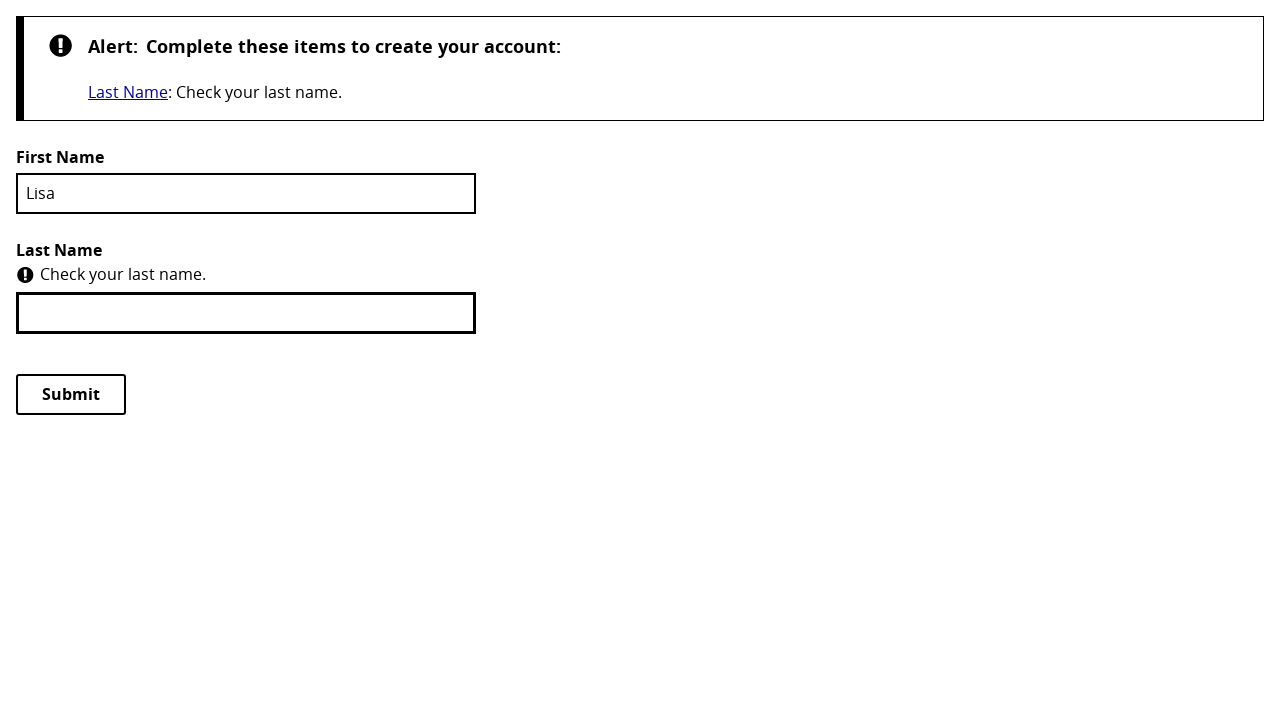 Alert: Complete these items to create your account:
Last Name: Check your last name.
First Name
Lisa
Last Name
Check your last name.
Submit